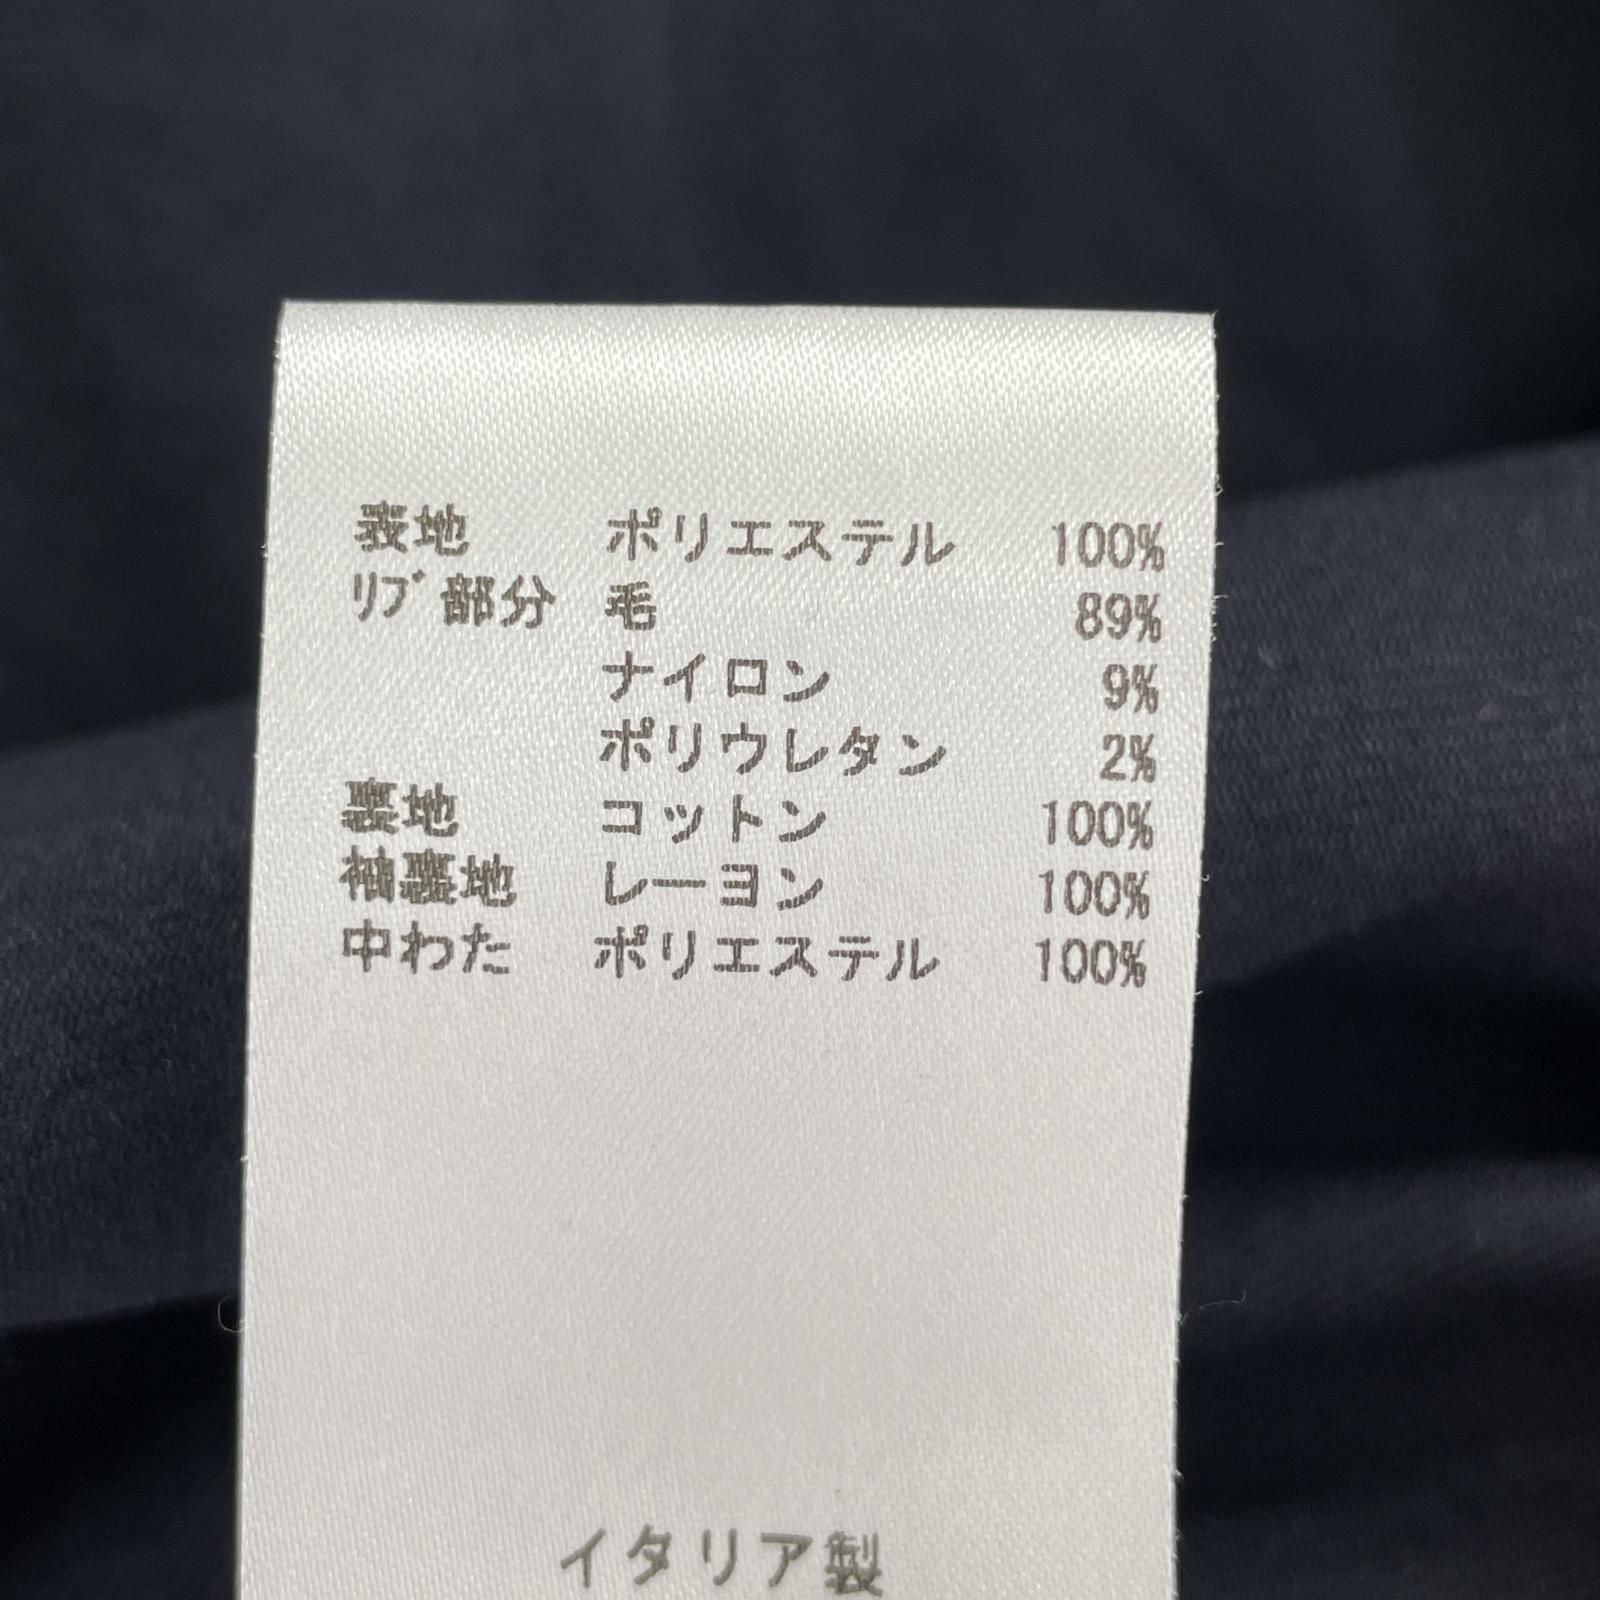 表地 ポリエステル 100%
ﾘﾌﾞ部分 毛 89%
ナイロン 9%
ポリウレタン 2%
裏地 コットン 100%
袖裏地 レーヨン 100%
中わた ポリエステル 100%
イタリア製